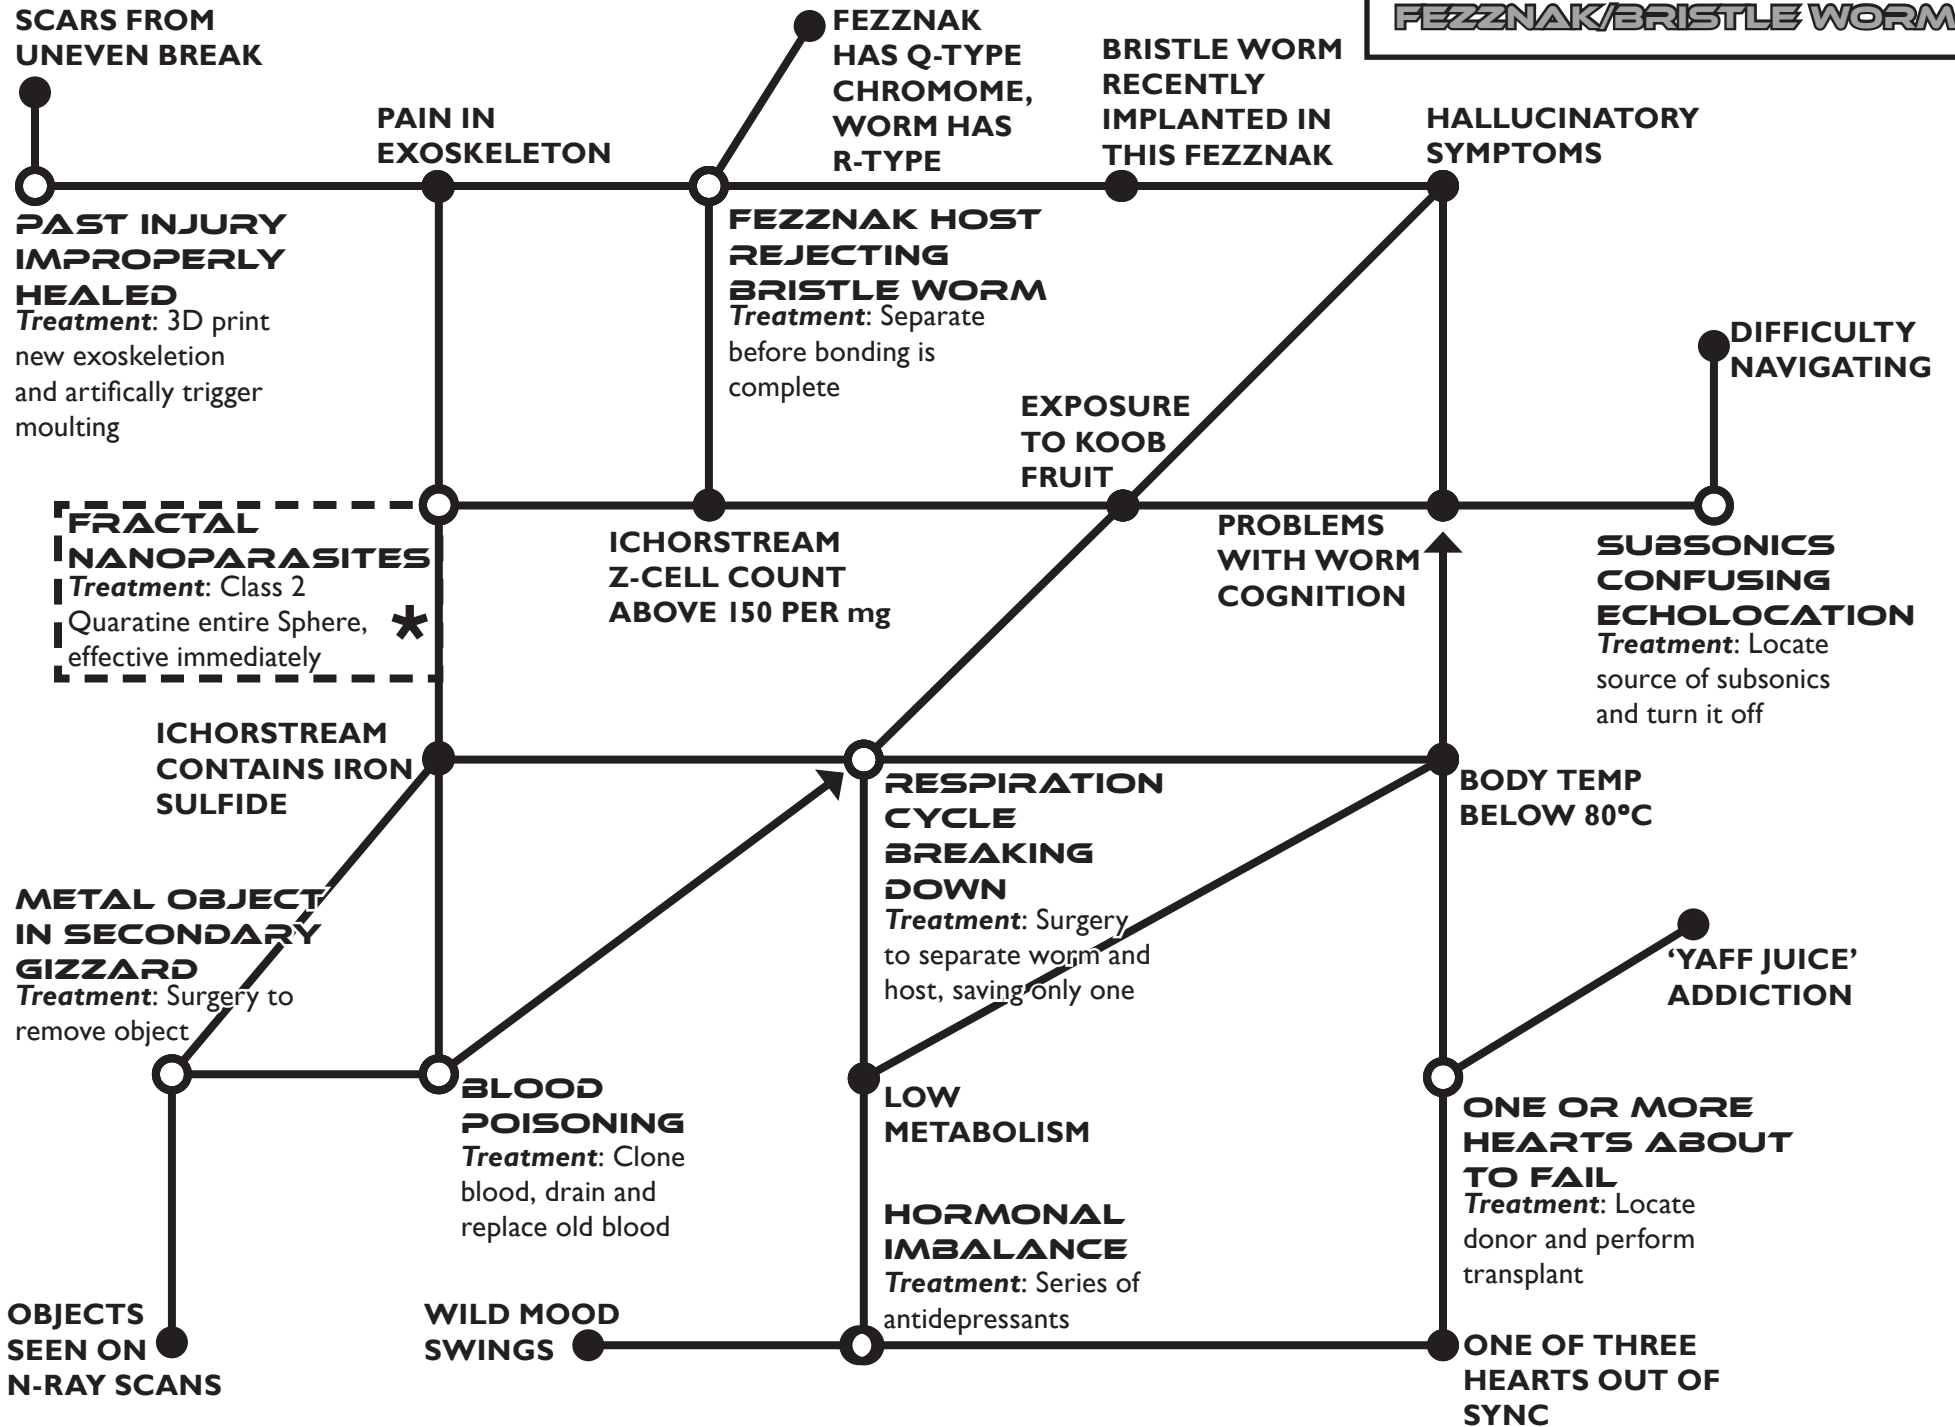 FEZZNAK/BRISTLE WORM
SCARS FROM
UNEVEN BREAK
PAIN IN
EXOSKELETON
FEZZNAK
HAS Q-TYPE
CHROMOME,
WORM HAS
R-TYPE
BRISTLE WORM
RECENTLY
IMPLANTED IN
THIS FEZZNAK
HALLUCINATORY
SYMPTOMS
PAST INJURY
IMPROPERLY
HEALED
Treatment: 3D print
new exoskeletion
and artifically trigger
moulting
FEZZNAK HOST
REJECTING
BRISTLE WORM
Treatment: Separate
before bonding is
complete
DIFFICULTY
NAVIGATING
EXPOSURE
TO KOOB
FRUIT
FRACTAL
NANOPARASITES
Treatment: Class 2
Quaratine entire Sphere,
effective immediately
*
ICHORSTREAM
Z-CELL COUNT
ABOVE 150 PER mg
PROBLEMS
WITH WORM
COGNITION
SUBSONICS
CONFUSING
ECHOLOCATION
Treatment: Locate
source of subsonics
and turn it off
ICHORSTREAM
CONTAINS IRON
SULFIDE
RESPIRATION
CYCLE
BREAKING
DOWN
Treatment: Surgery
to separate worm and
host, saving only one
BODY TEMP
BELOW 80°C
METAL OBJECT
IN SECONDARY
GIZZARD
Treatment: Surgery to
remove object
‘YAFF JUICE’
ADDICTION
BLOOD
POISONING
Treatment: Clone
blood, drain and
replace old blood
LOW
METABOLISM
ONE OR MORE
HEARTS ABOUT
TO FAIL
Treatment: Locate
donor and perform
transplant
HORMONAL
IMBALANCE
Treatment: Series of
antidepressants
OBJECTS
SEEN ON
N-RAY SCANS
WILD MOOD
SWINGS
ONE OF THREE
HEARTS OUT OF
SYNC